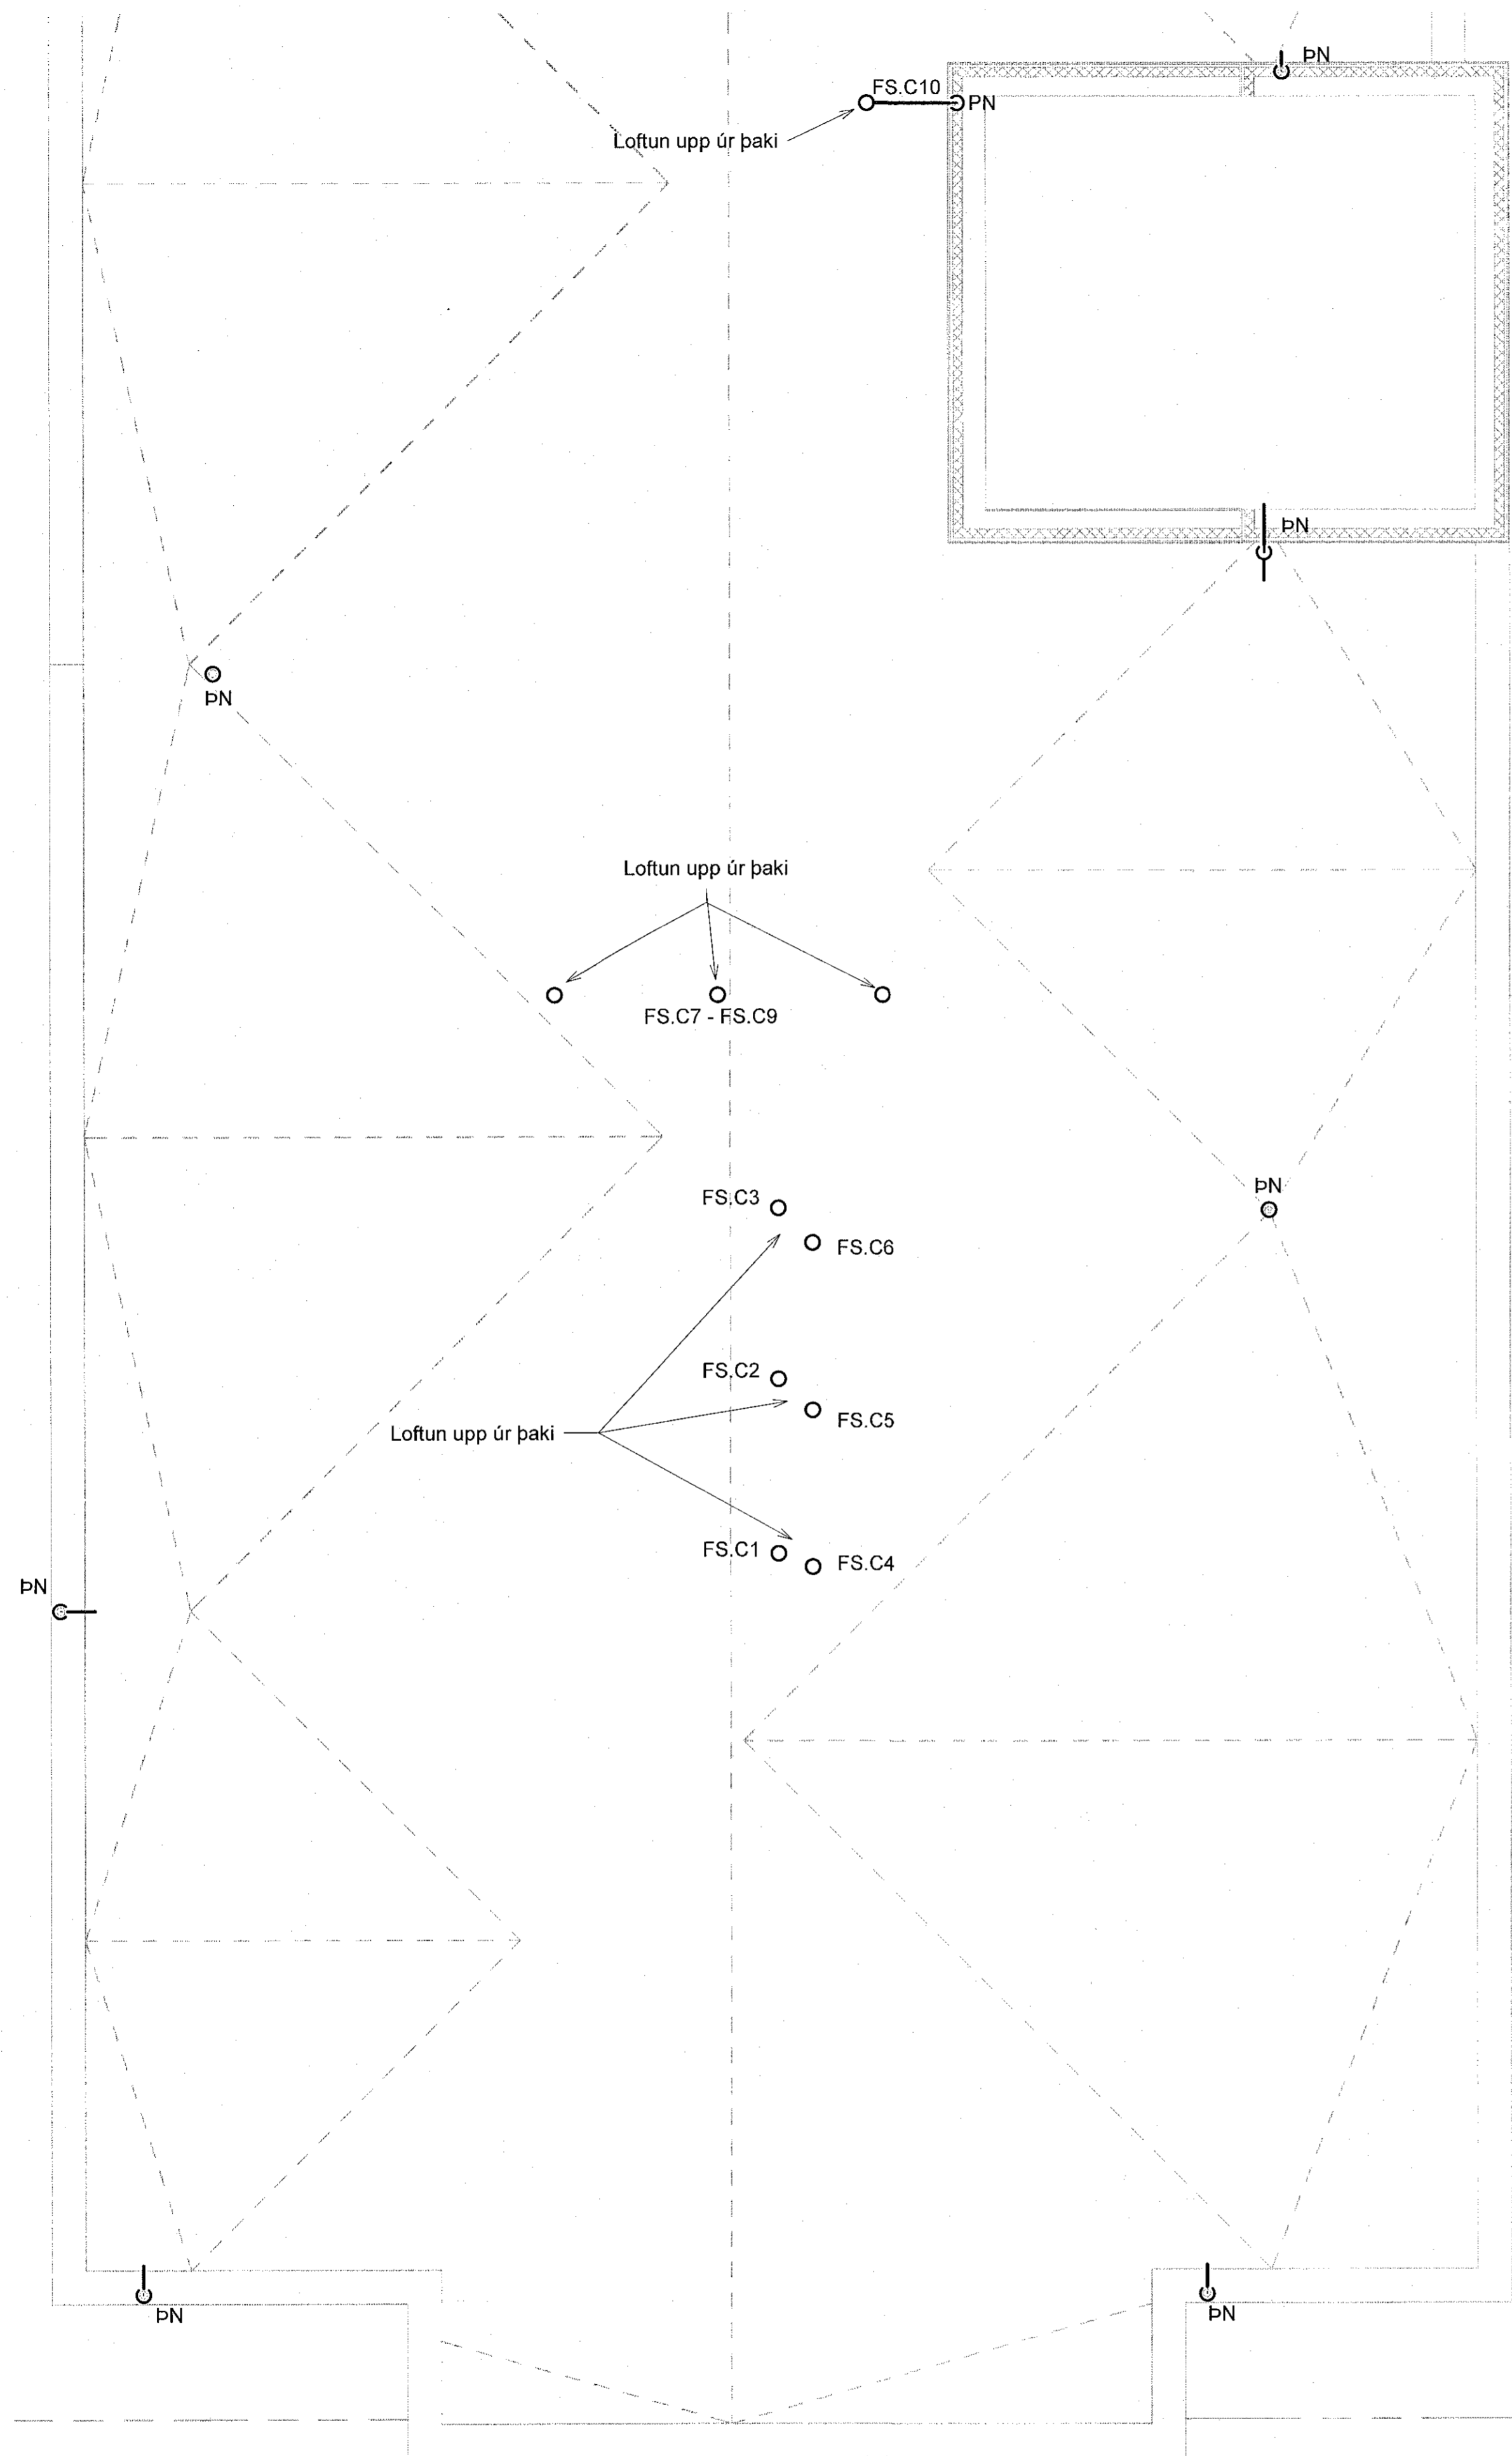 ÞN
FS.C10
PN
Loftun upp úr þaki
ÞN
ÞN
Loftun upp úr þaki
FS.C7 - FS.C9
ÞN
FS.C3
FS.C6
FS.C2
FS.C5
Loftun upp úr þaki
FS.C1
FS.C4
ÞN
ÞN
ÞN